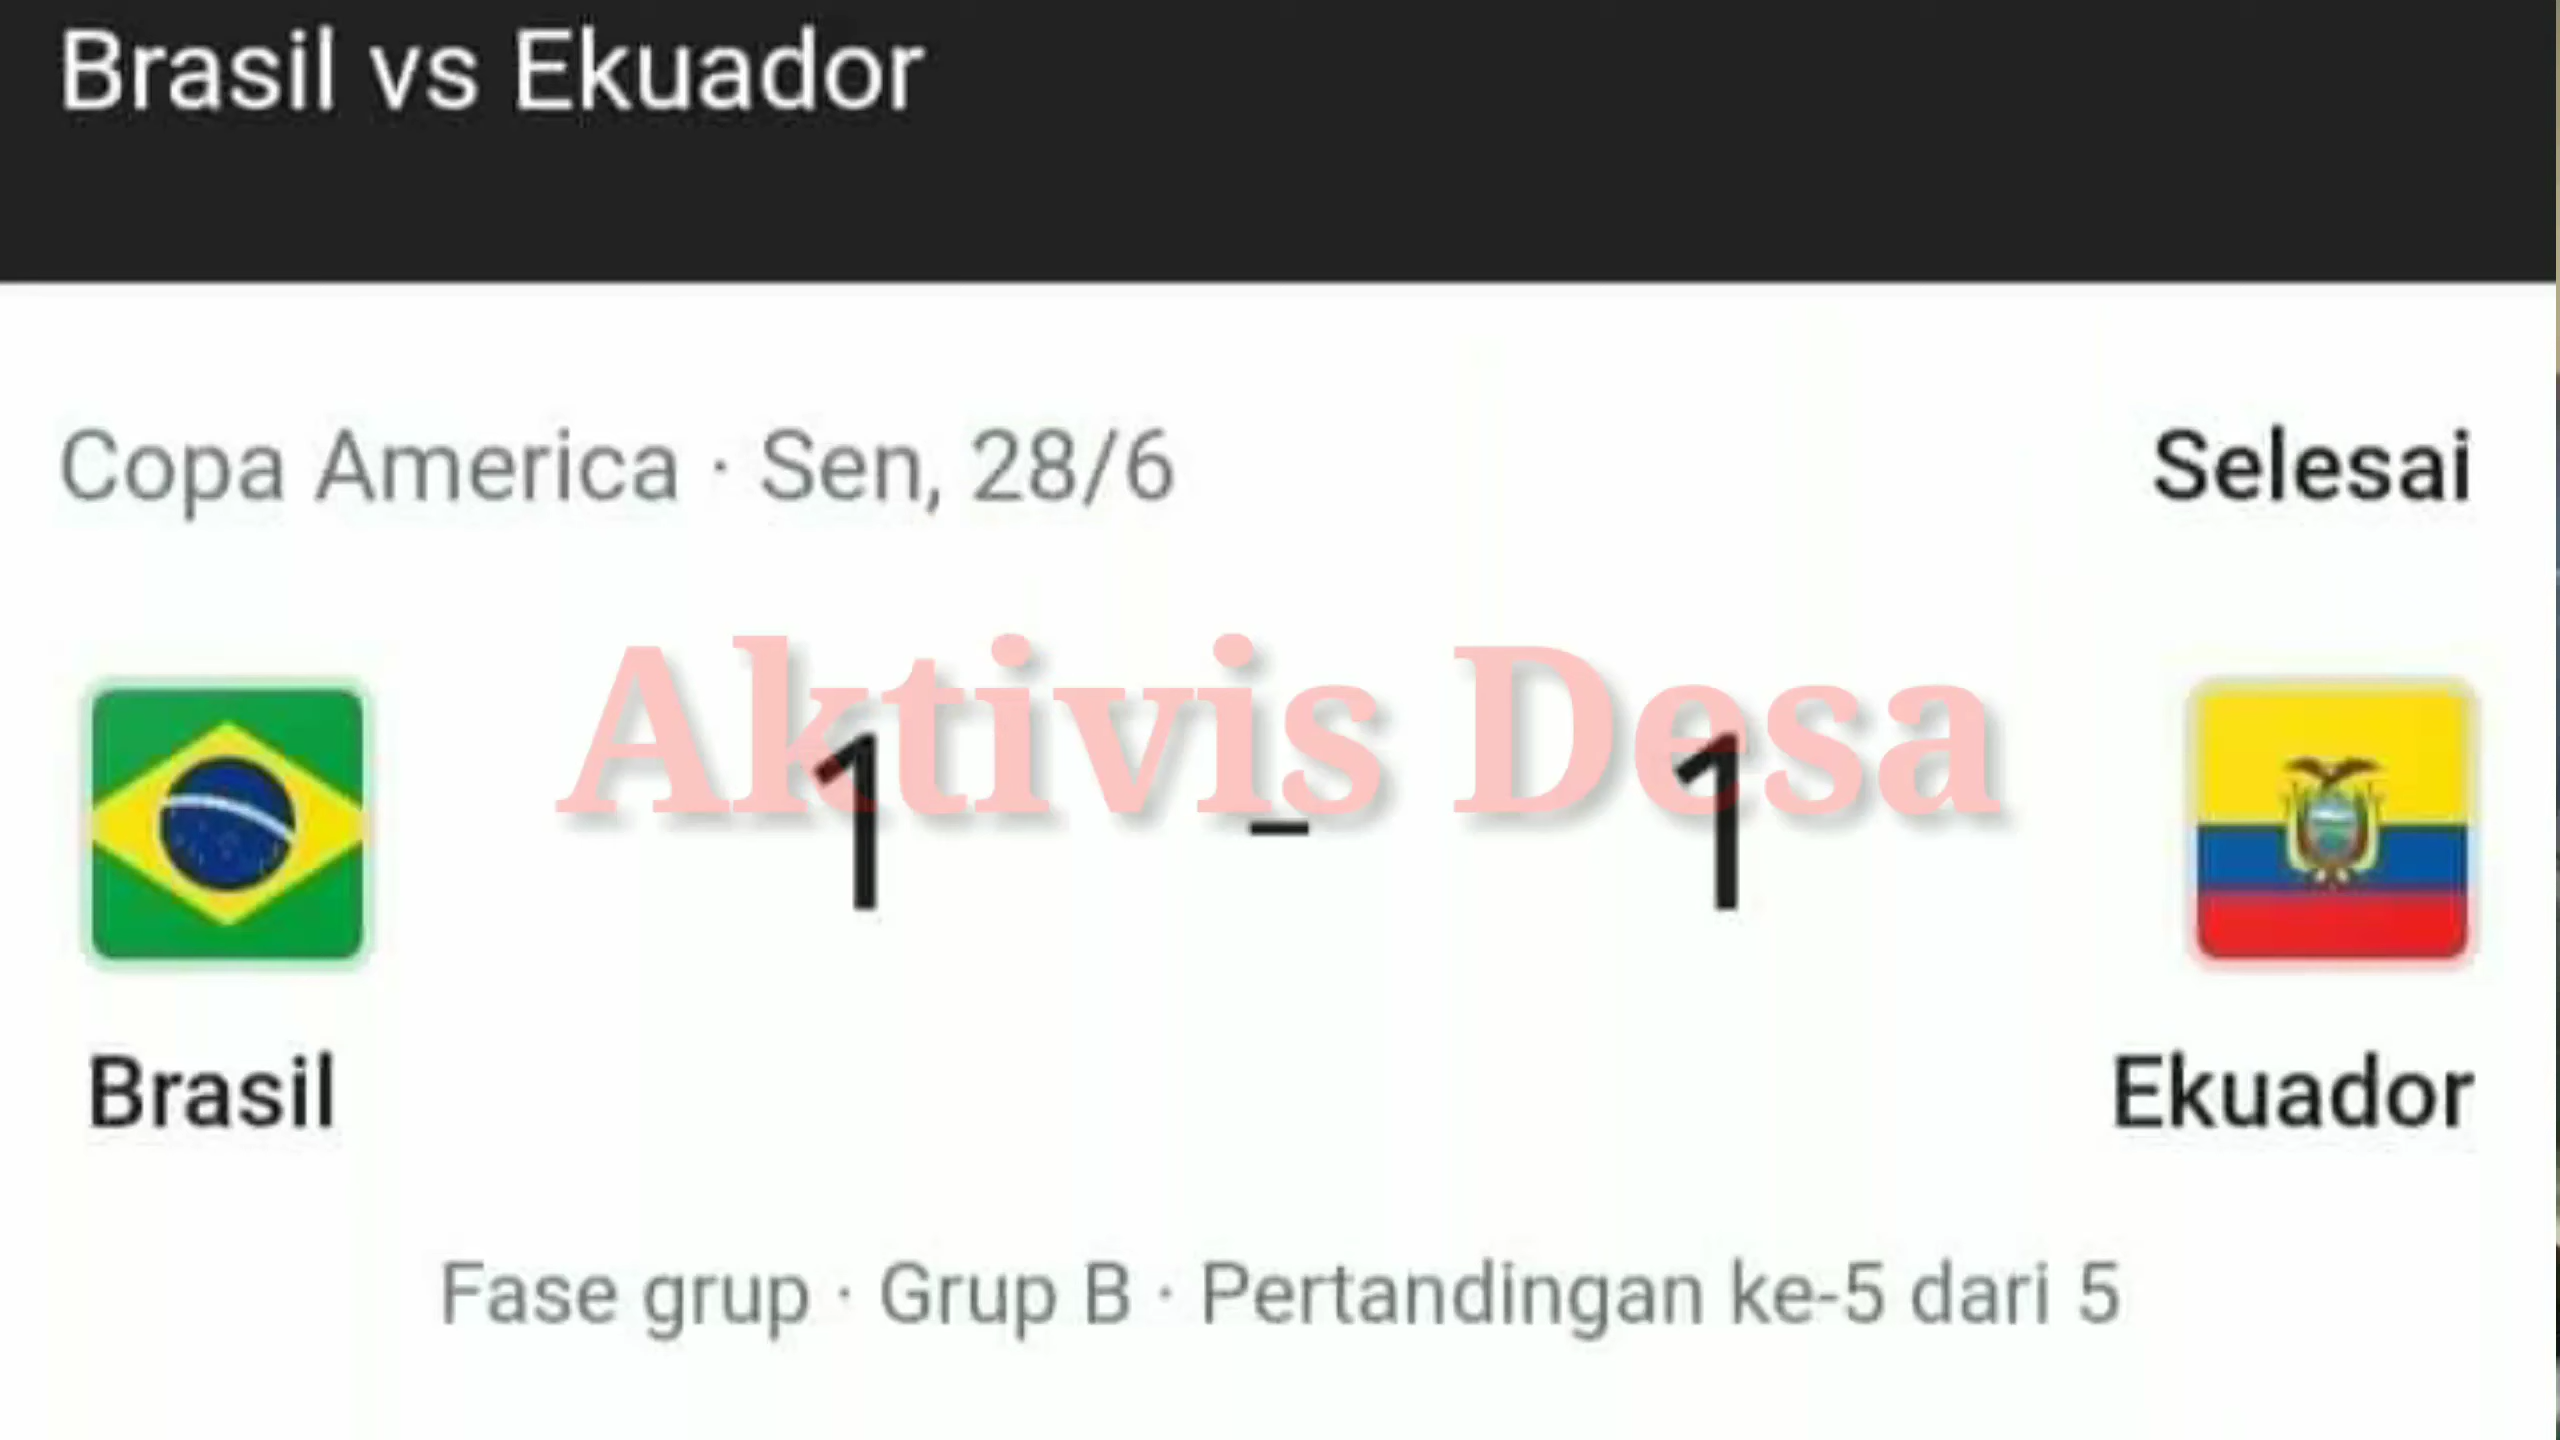 Brasil vs Ekuador
Copa America · Sen, 28/6
Selesai
Aktivis Desa
1 - 1
Brasil
Ekuador
Fase grup · Grup B · Pertandingan ke-5 dari 5